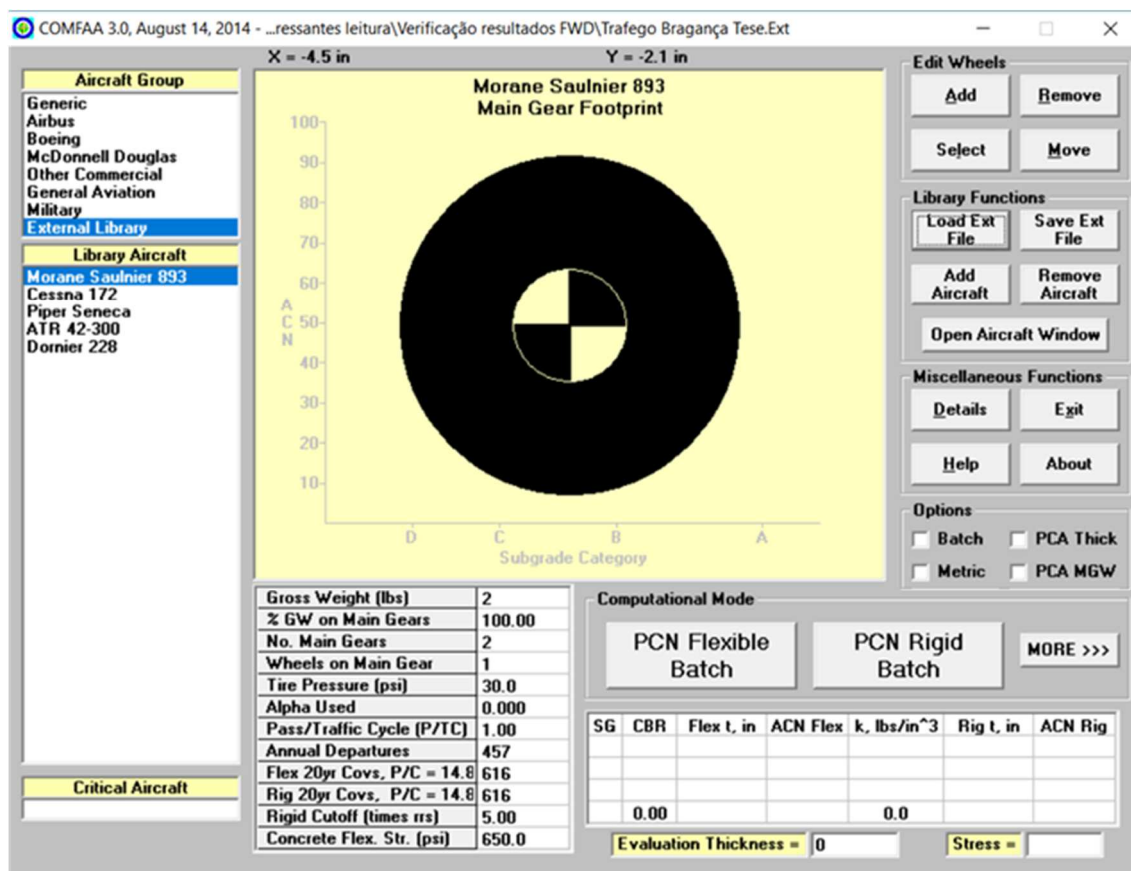 COMFAA 3.0, August 14, 2014 - ...ressantes leitura\Verificação resultados FWD\Trafego Bragança Tese.Ext
X = -4.5 in Y = -2.1 in
Aircraft Group
Generic
Airbus
Boeing
McDonnell Douglas
Other Commercial
General Aviation
Military
External Library
Library Aircraft
Morane Saulnier 893
Cessna 172
Piper Seneca
ATR 42-300
Dornier 228
Critical Aircraft
Morane Saulnier 893
Main Gear Footprint
100
90
80
70
60
50
40
30
20
10
A
C
N
D C B A
Subgrade Category
Gross Weight (lbs) 2
% GW on Main Gears 100.00
No. Main Gears 2
Wheels on Main Gear 1
Tire Pressure (psi) 30.0
Alpha Used 0.000
Pass/Traffic Cycle (P/TC) 1.00
Annual Departures 457
Flex 20yr Covs, P/C = 14.8 616
Rig 20yr Covs, P/C = 14.8 616
Rigid Cutoff (times rrs) 5.00
Concrete Flex. Str. (psi) 650.0
Edit Wheels
Add Remove
Select Move
Library Functions
Load Ext
File
Save Ext
File
Add
Aircraft
Remove
Aircraft
Open Aircraft Window
Miscellaneous Functions
Details Exit
Help About
Options
Batch PCA Thick
Metric PCA MGW
Computational Mode
PCN Flexible
Batch
PCN Rigid
Batch
MORE >>>
SG CBR Flex t, in ACN Flex k, lbs/in^3 Rig t, in ACN Rig
0.00 0.0
Evaluation Thickness = 0 Stress =